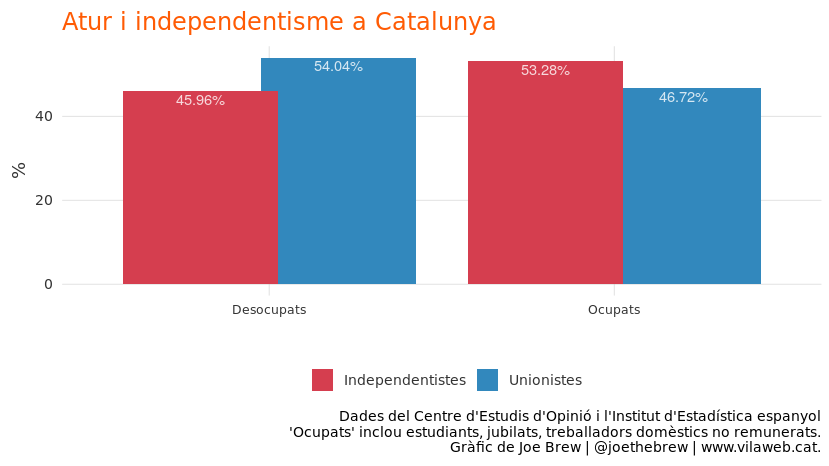 Atur i independentisme a Catalunya
54.04%
53.28%
45.96%
46.72%
40
20
0
%
Desocupats
Ocupats
Independentistes
Unionistes
Dades del Centre d'Estudis d'Opinió i l'Institut d'Estadística espanyol
'Ocupats' inclou estudiants, jubilats, treballadors domèstics no remunerats.
Gràfic de Joe Brew | @joethebrew | www.vilaweb.cat.